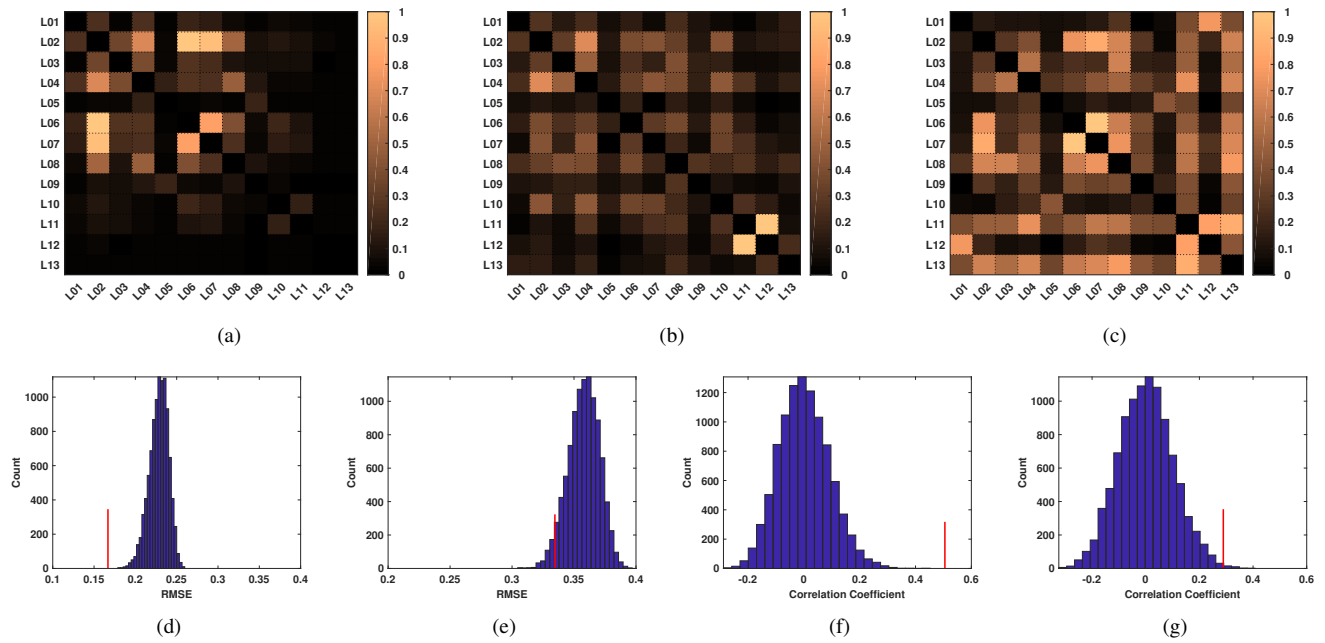 L01
L02
L03
L04
L05
L06
L07
L08
L09
L10
L11
L12
L13
L01 L02 L03 L04 L05 L06 L07 L08 L09 L10 L11 L12 L13
1
0.9
0.8
0.7
0.6
0.5
0.4
0.3
0.2
0.1
0
(a)
L01
L02
L03
L04
L05
L06
L07
L08
L09
L10
L11
L12
L13
L01 L02 L03 L04 L05 L06 L07 L08 L09 L10 L11 L12 L13
1
0.9
0.8
0.7
0.6
0.5
0.4
0.3
0.2
0.1
0
(b)
L01
L02
L03
L04
L05
L06
L07
L08
L09
L10
L11
L12
L13
L01 L02 L03 L04 L05 L06 L07 L08 L09 L10 L11 L12 L13
1
0.9
0.8
0.7
0.6
0.5
0.4
0.3
0.2
0.1
0
(c)
Count
1000
800
600
400
200
0
0.1 0.15 0.2 0.25 0.3 0.35 0.4
RMSE
(d)
Count
1000
800
600
400
200
0
0.2 0.25 0.3 0.35 0.4
RMSE
(e)
Count
1200
1000
800
600
400
200
0
-0.2 0 0.2 0.4 0.6
Correlation Coefficient
(f)
Count
1000
800
600
400
200
0
-0.2 0 0.2 0.4 0.6
Correlation Coefficient
(g)